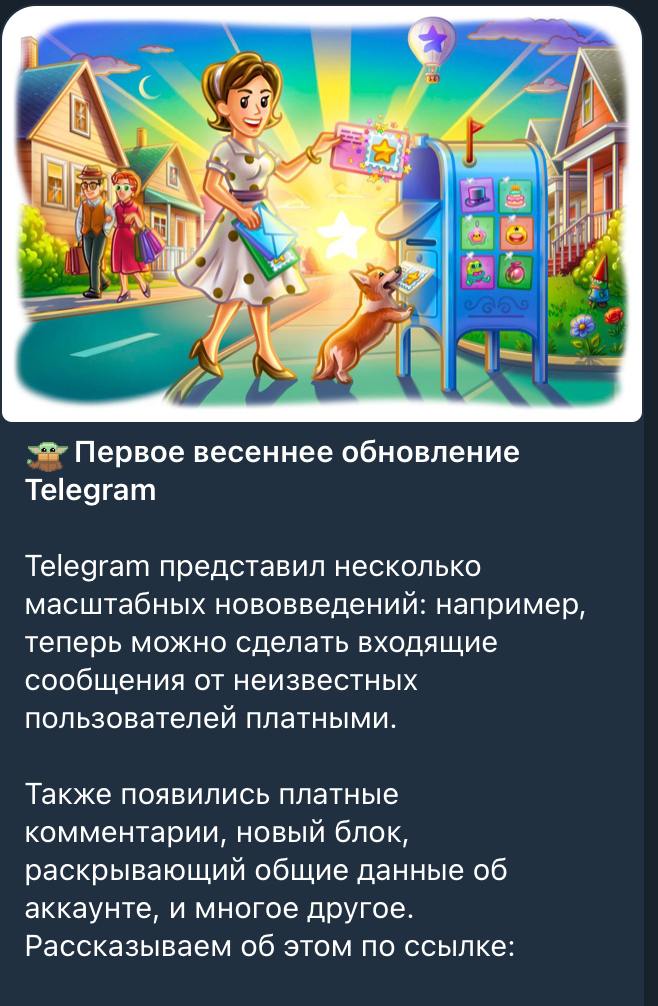 Первое весеннее обновление
Telegram
Telegram представил несколько
масштабных нововведений: например,
теперь можно сделать входящие
сообщения от неизвестных
пользователей платными.
Также появились платные
комментарии, новый блок,
раскрывающий общие данные об
аккаунте, и многое другое.
Рассказываем об этом по ссылке: